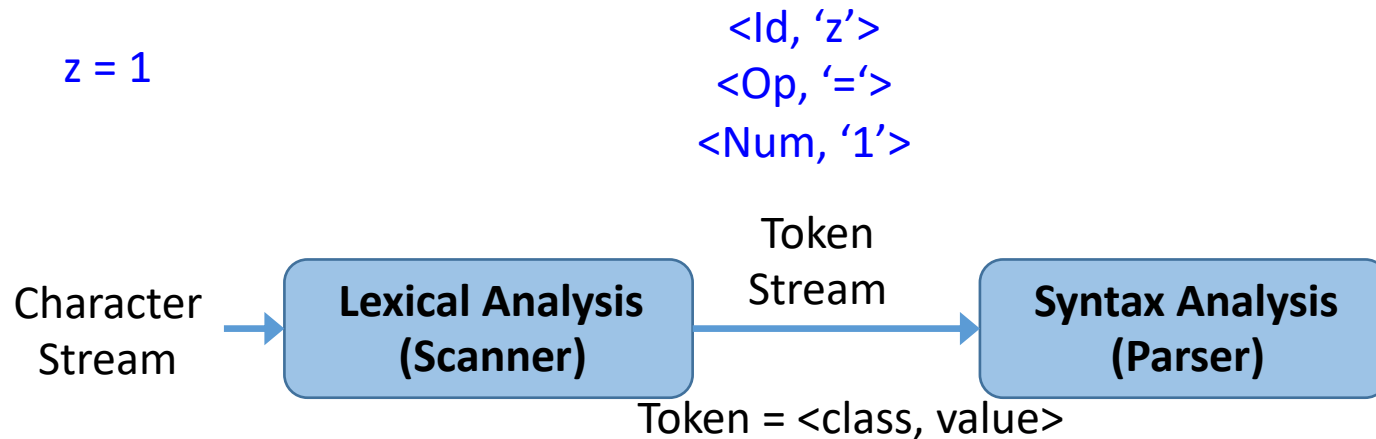 z = 1
<Id, ‘z’>
<Op, ‘=‘>
<Num, ‘1’>
Character
Stream
Lexical Analysis
(Scanner)
Token
Stream
Syntax Analysis
(Parser)
Token = <class, value>